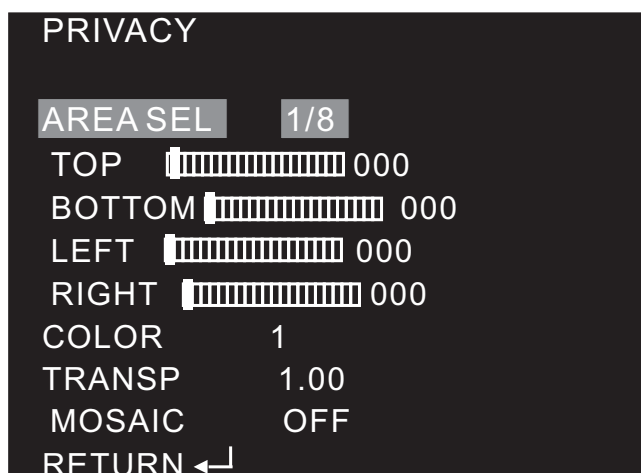 PRIVACY
AREA SEL 1/8
TOP 000
BOTTOM 000
LEFT 000
RIGHT 000
COLOR 1
TRANSP 1.00
MOSAIC OFF
RETURN